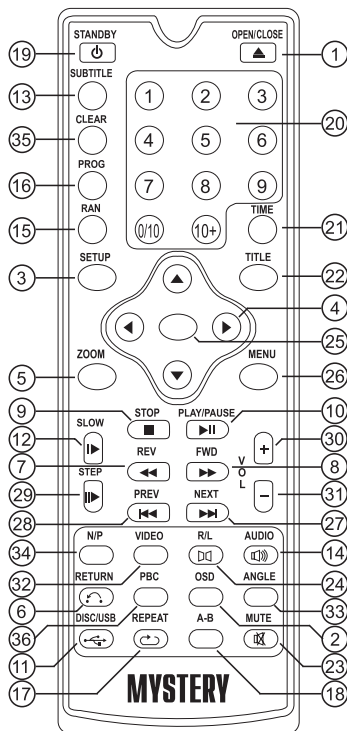 STANDBY OPEN/CLOSE
19 1
SUBTITLE
13 1 2 3 20
CLEAR
35 4 5 6
PROG
16 7 8 9
RAN TIME
15 0/10 10+ 21
SETUP TITLE
3 22
4
25
ZOOM MENU
5 26
STOP PLAY/PAUSE
9 10
SLOW
12 30
REV FWD V
7 + 8
STEP O
29 L
PREV NEXT −
28 31
27
N/P VIDEO R/L AUDIO
34 14
32 24
RETURN PBC OSD ANGLE
6 33
36 2
DISC/USB REPEAT A-B MUTE
11 23
17 18
MYSTERY